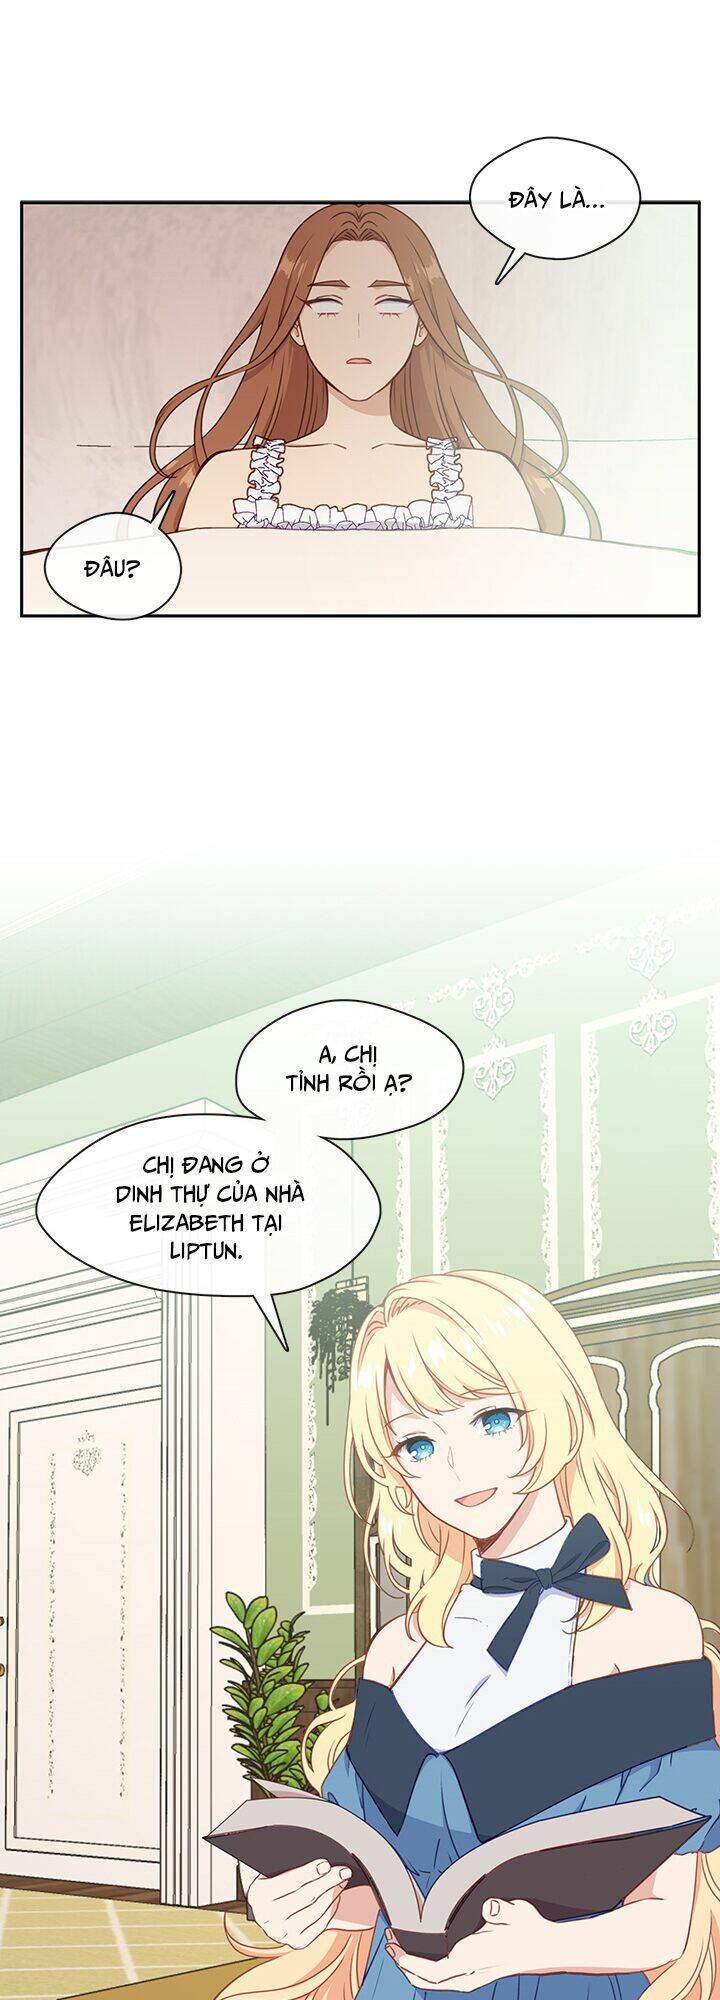 ĐÂY LÀ...
ĐÂU?
A, CHỊ
TỈNH RỒI Ạ?
CHỊ ĐANG Ở
DINH THỰ CỦA NHÀ
ELIZABETH TẠI
LIPTUN.